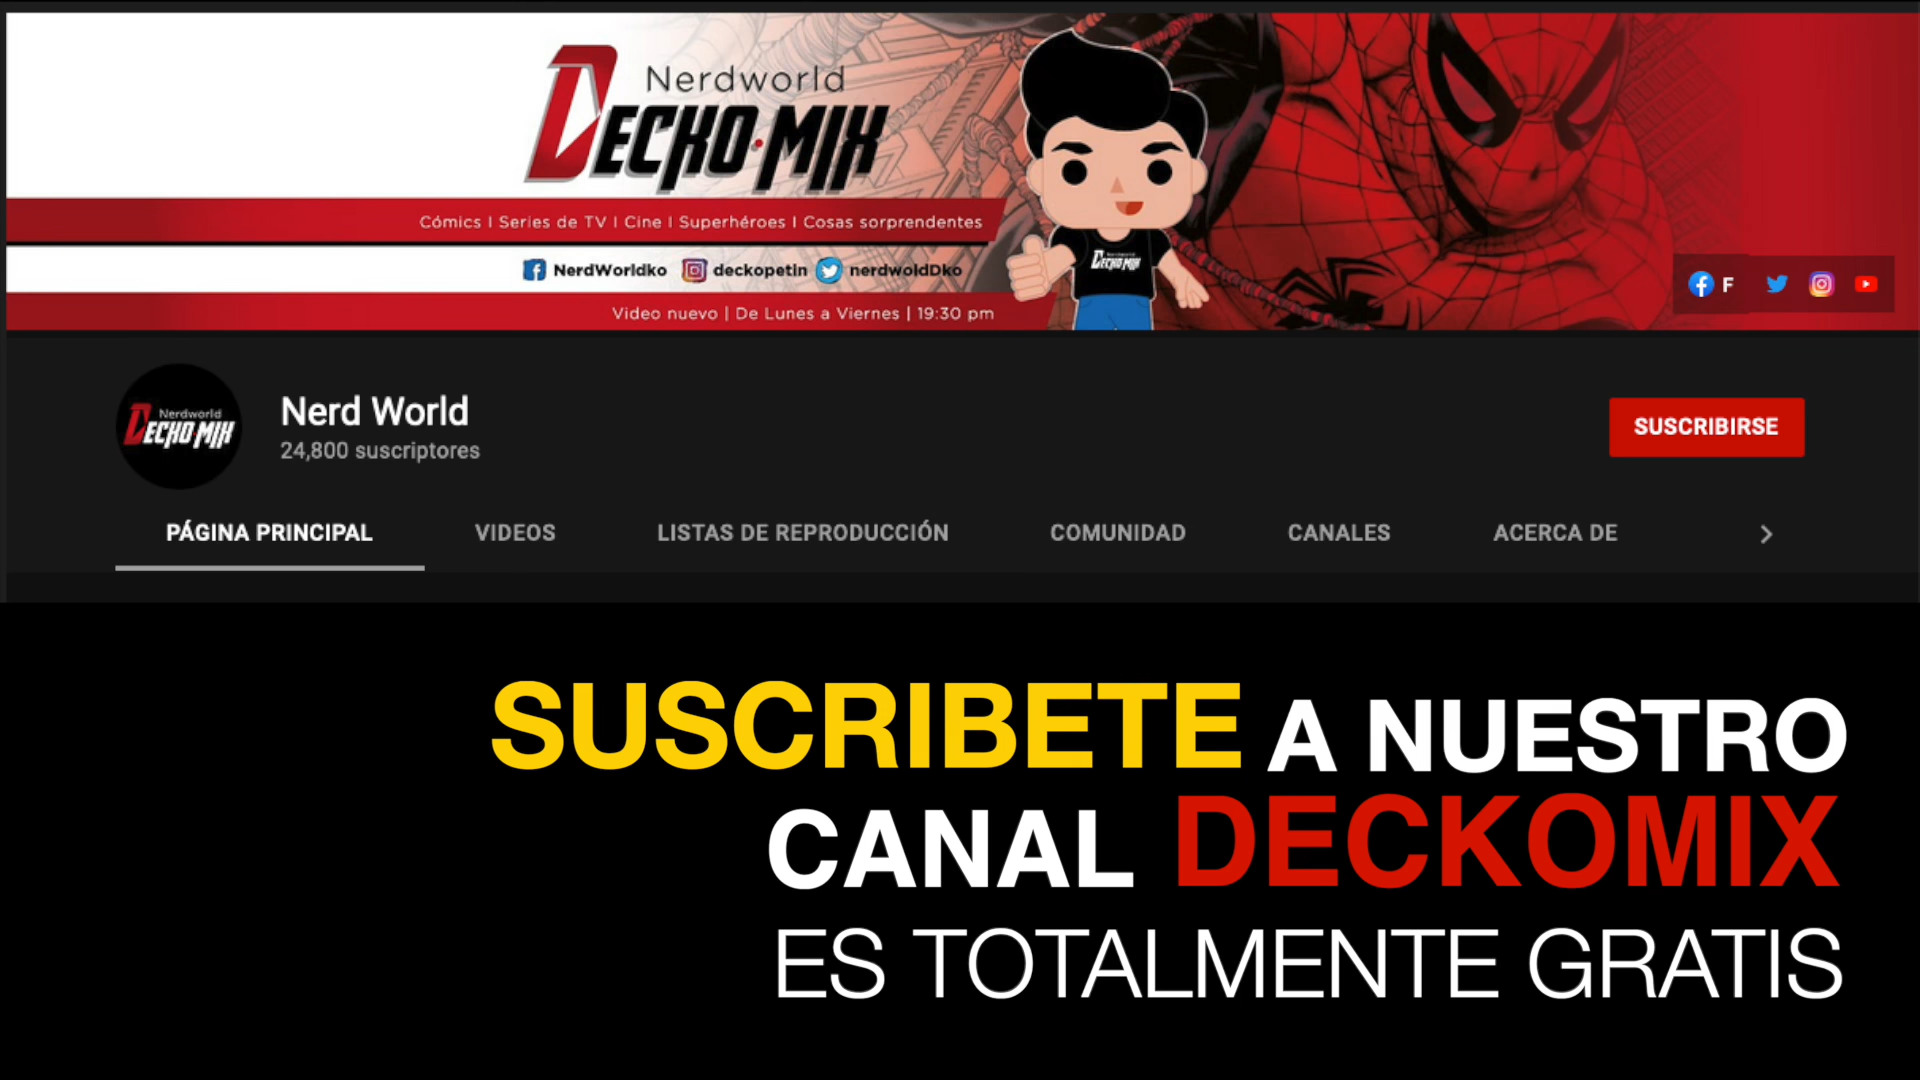 Nerdworld
DECKO·MIX
Cómics | Series de TV | Cine | Superhéroes | Cosas sorprendentes
NerdWorldko deckopetin nerdwoldDko
Video nuevo | De Lunes a Viernes | 19:30 pm
DECKO MIX
F
Nerdworld
DECKO·MIX
Nerd World
24,800 suscriptores
SUSCRIBIRSE
PÁGINA PRINCIPAL VIDEOS LISTAS DE REPRODUCCIÓN COMUNIDAD CANALES ACERCA DE
SUSCRIBETE A NUESTRO
CANAL DECKOMIX
ES TOTALMENTE GRATIS